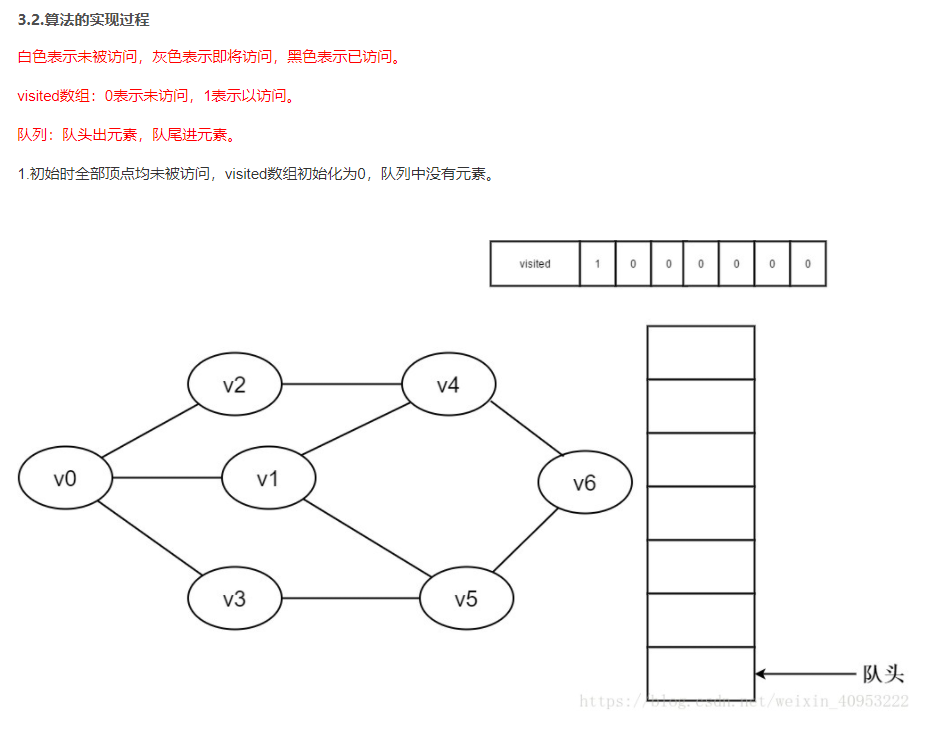 3.2.算法的实现过程
白色表示未被访问，灰色表示即将访问，黑色表示已访问。
visited数组：0表示未访问，1表示以访问。
队列：队头出元素，队尾进元素。
1.初始时全部顶点均未被访问，visited数组初始化为0，队列中没有元素。
visited 1 0 0 0 0 0 0
v2 v4
v0 v1 v6
v3 v5
队头
https://blog.csdn.net/weixin_40953222